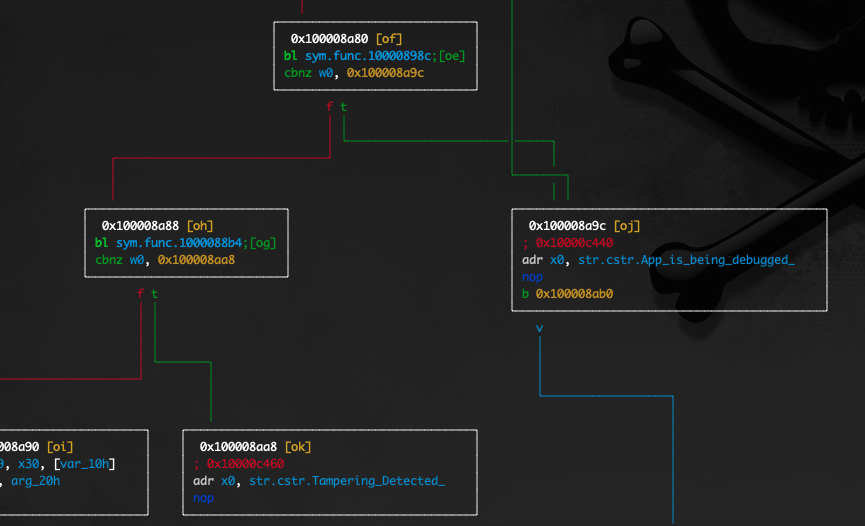 0x100008a80 [of]
bl sym.func.10000898c;[oe]
cbnz w0, 0x100008a9c
f t
0x100008a88 [oh]
bl sym.func.1000088b4;[og]
cbnz w0, 0x100008aa8
0x100008a9c [oj]
; 0x10000c440
adr x0, str.cstr.App_is_being_debugged_
nop
b 0x100008ab0
f t
v
08a90 [oi]
9, x30, [var_10h]
, arg_20h
0x100008aa8 [ok]
; 0x10000c460
adr x0, str.cstr.Tampering_Detected_
nop